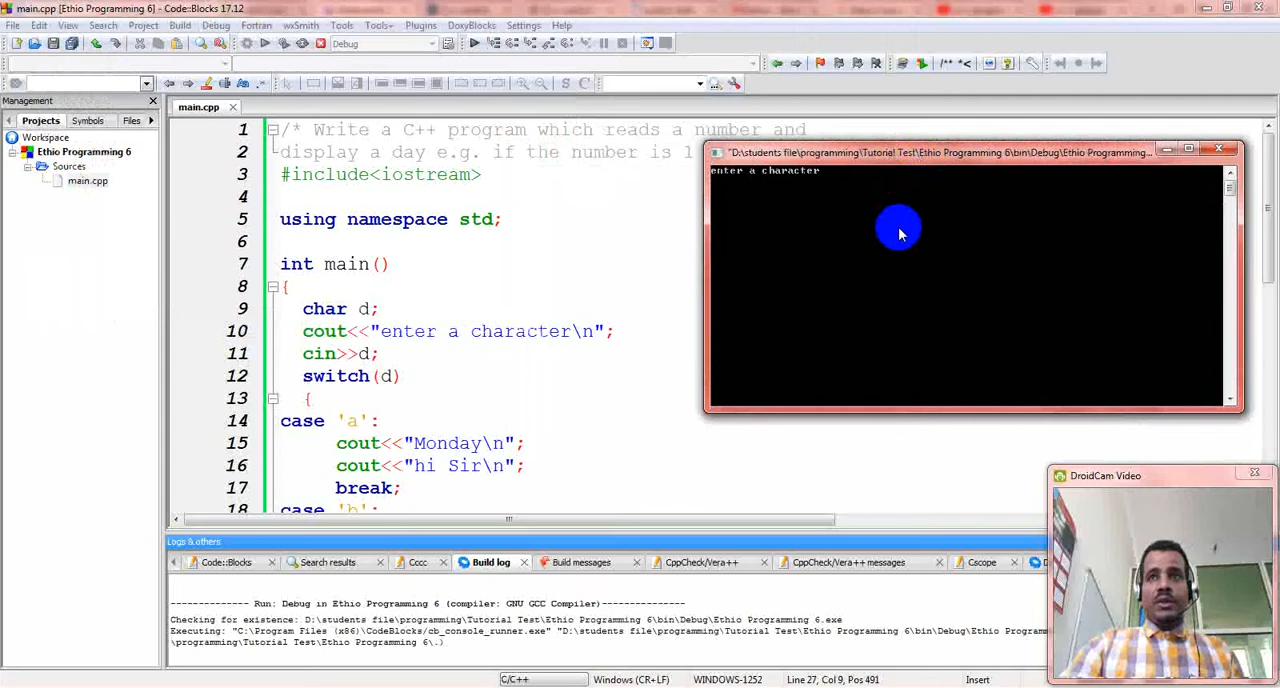 main.cpp [Ethio Programming 6] - Code::Blocks 17.12
File Edit View Search Project Build Debug Fortran wxSmith Tools Tools+ Plugins DoxyBlocks Settings Help
Debug
Management
Projects Symbols Files
Workspace
Ethio Programming 6
Sources
main.cpp
main.cpp
1 /* Write a C++ program which reads a number and
2 display a day e.g. if the number is 1
3 #include<iostream>
4
5 using namespace std;
6
7 int main()
8 {
9 char d;
10 cout<<"enter a character\n";
11 cin>>d;
12 switch(d)
13 {
14 case 'a':
15 cout<<"Monday\n";
16 cout<<"hi Sir\n";
17 break;
18 case 'b':
"D:\students file\programming\Tutorial Test\Ethio Programming 6\bin\Debug\Ethio Programming...
enter a character
DroidCam Video
Logs & others
Code::Blocks Search results Cccc Build log Build messages CppCheck/Vera++ CppCheck/Vera++ messages Cscope
-------------- Run: Debug in Ethio Programming 6 (compiler: GNU GCC Compiler)---------------
Checking for existence: D:\students file\programming\Tutorial Test\Ethio Programming 6\bin\Debug\Ethio Programming 6.exe
Executing: "C:\Program Files (x86)\CodeBlocks/cb_console_runner.exe" "D:\students file\programming\Tutorial Test\Ethio Programming 6\bin\Debug\Ethio Programm
\programming\Tutorial Test\Ethio Programming 6\.)
C/C++ Windows (CR+LF) WINDOWS-1252 Line 27, Col 9, Pos 491 Insert